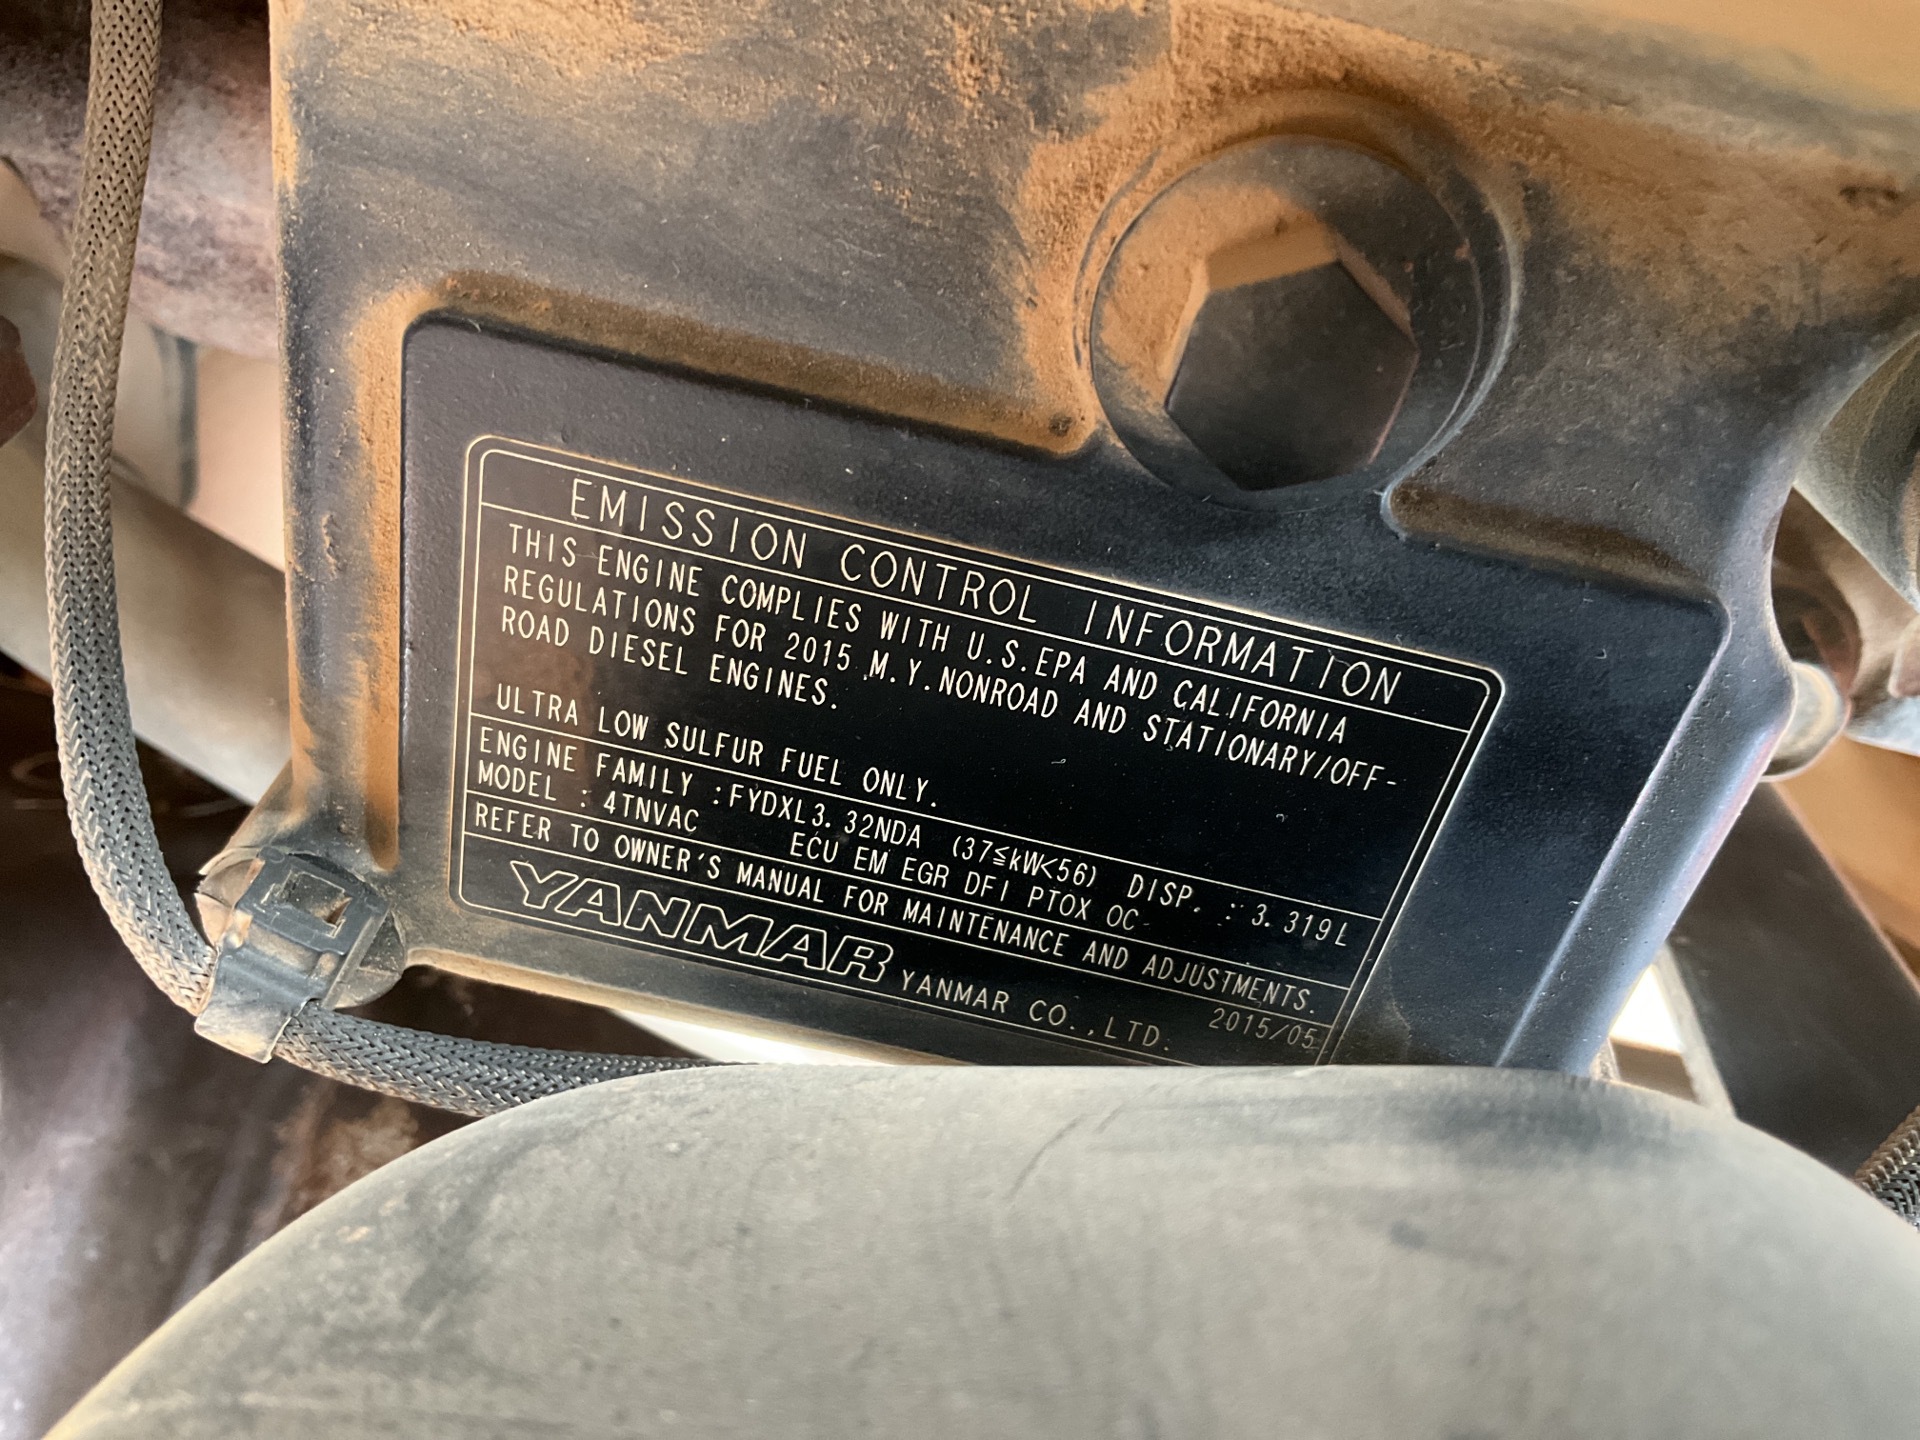 EMISSION CONTROL INFORMATION
THIS ENGINE COMPLIES WITH U.S.EPA AND CALIFORNIA
REGULATIONS FOR 2015 M.Y.NONROAD AND STATIONARY/OFF-
ROAD DIESEL ENGINES.
ULTRA LOW SULFUR FUEL ONLY.
ENGINE FAMILY :FYDXL3.32NDA (37≦kW<56) DISP. : 3.319L
MODEL : 4TNVAC ECU EM EGR DFI PTOX OC
REFER TO OWNER'S MANUAL FOR MAINTENANCE AND ADJUSTMENTS.
YANMAR YANMAR CO.,LTD. 2015/05